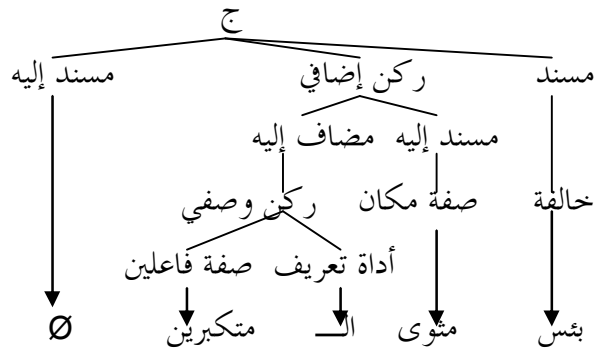 ج
مسند ركن إضافي مسند إليه
مسند إليه مضاف إليه
خالفة صفة مكان ركن وصفي
أداة تعريف صفة فاعلين
بئس مثوى الـ متكبرين Ø